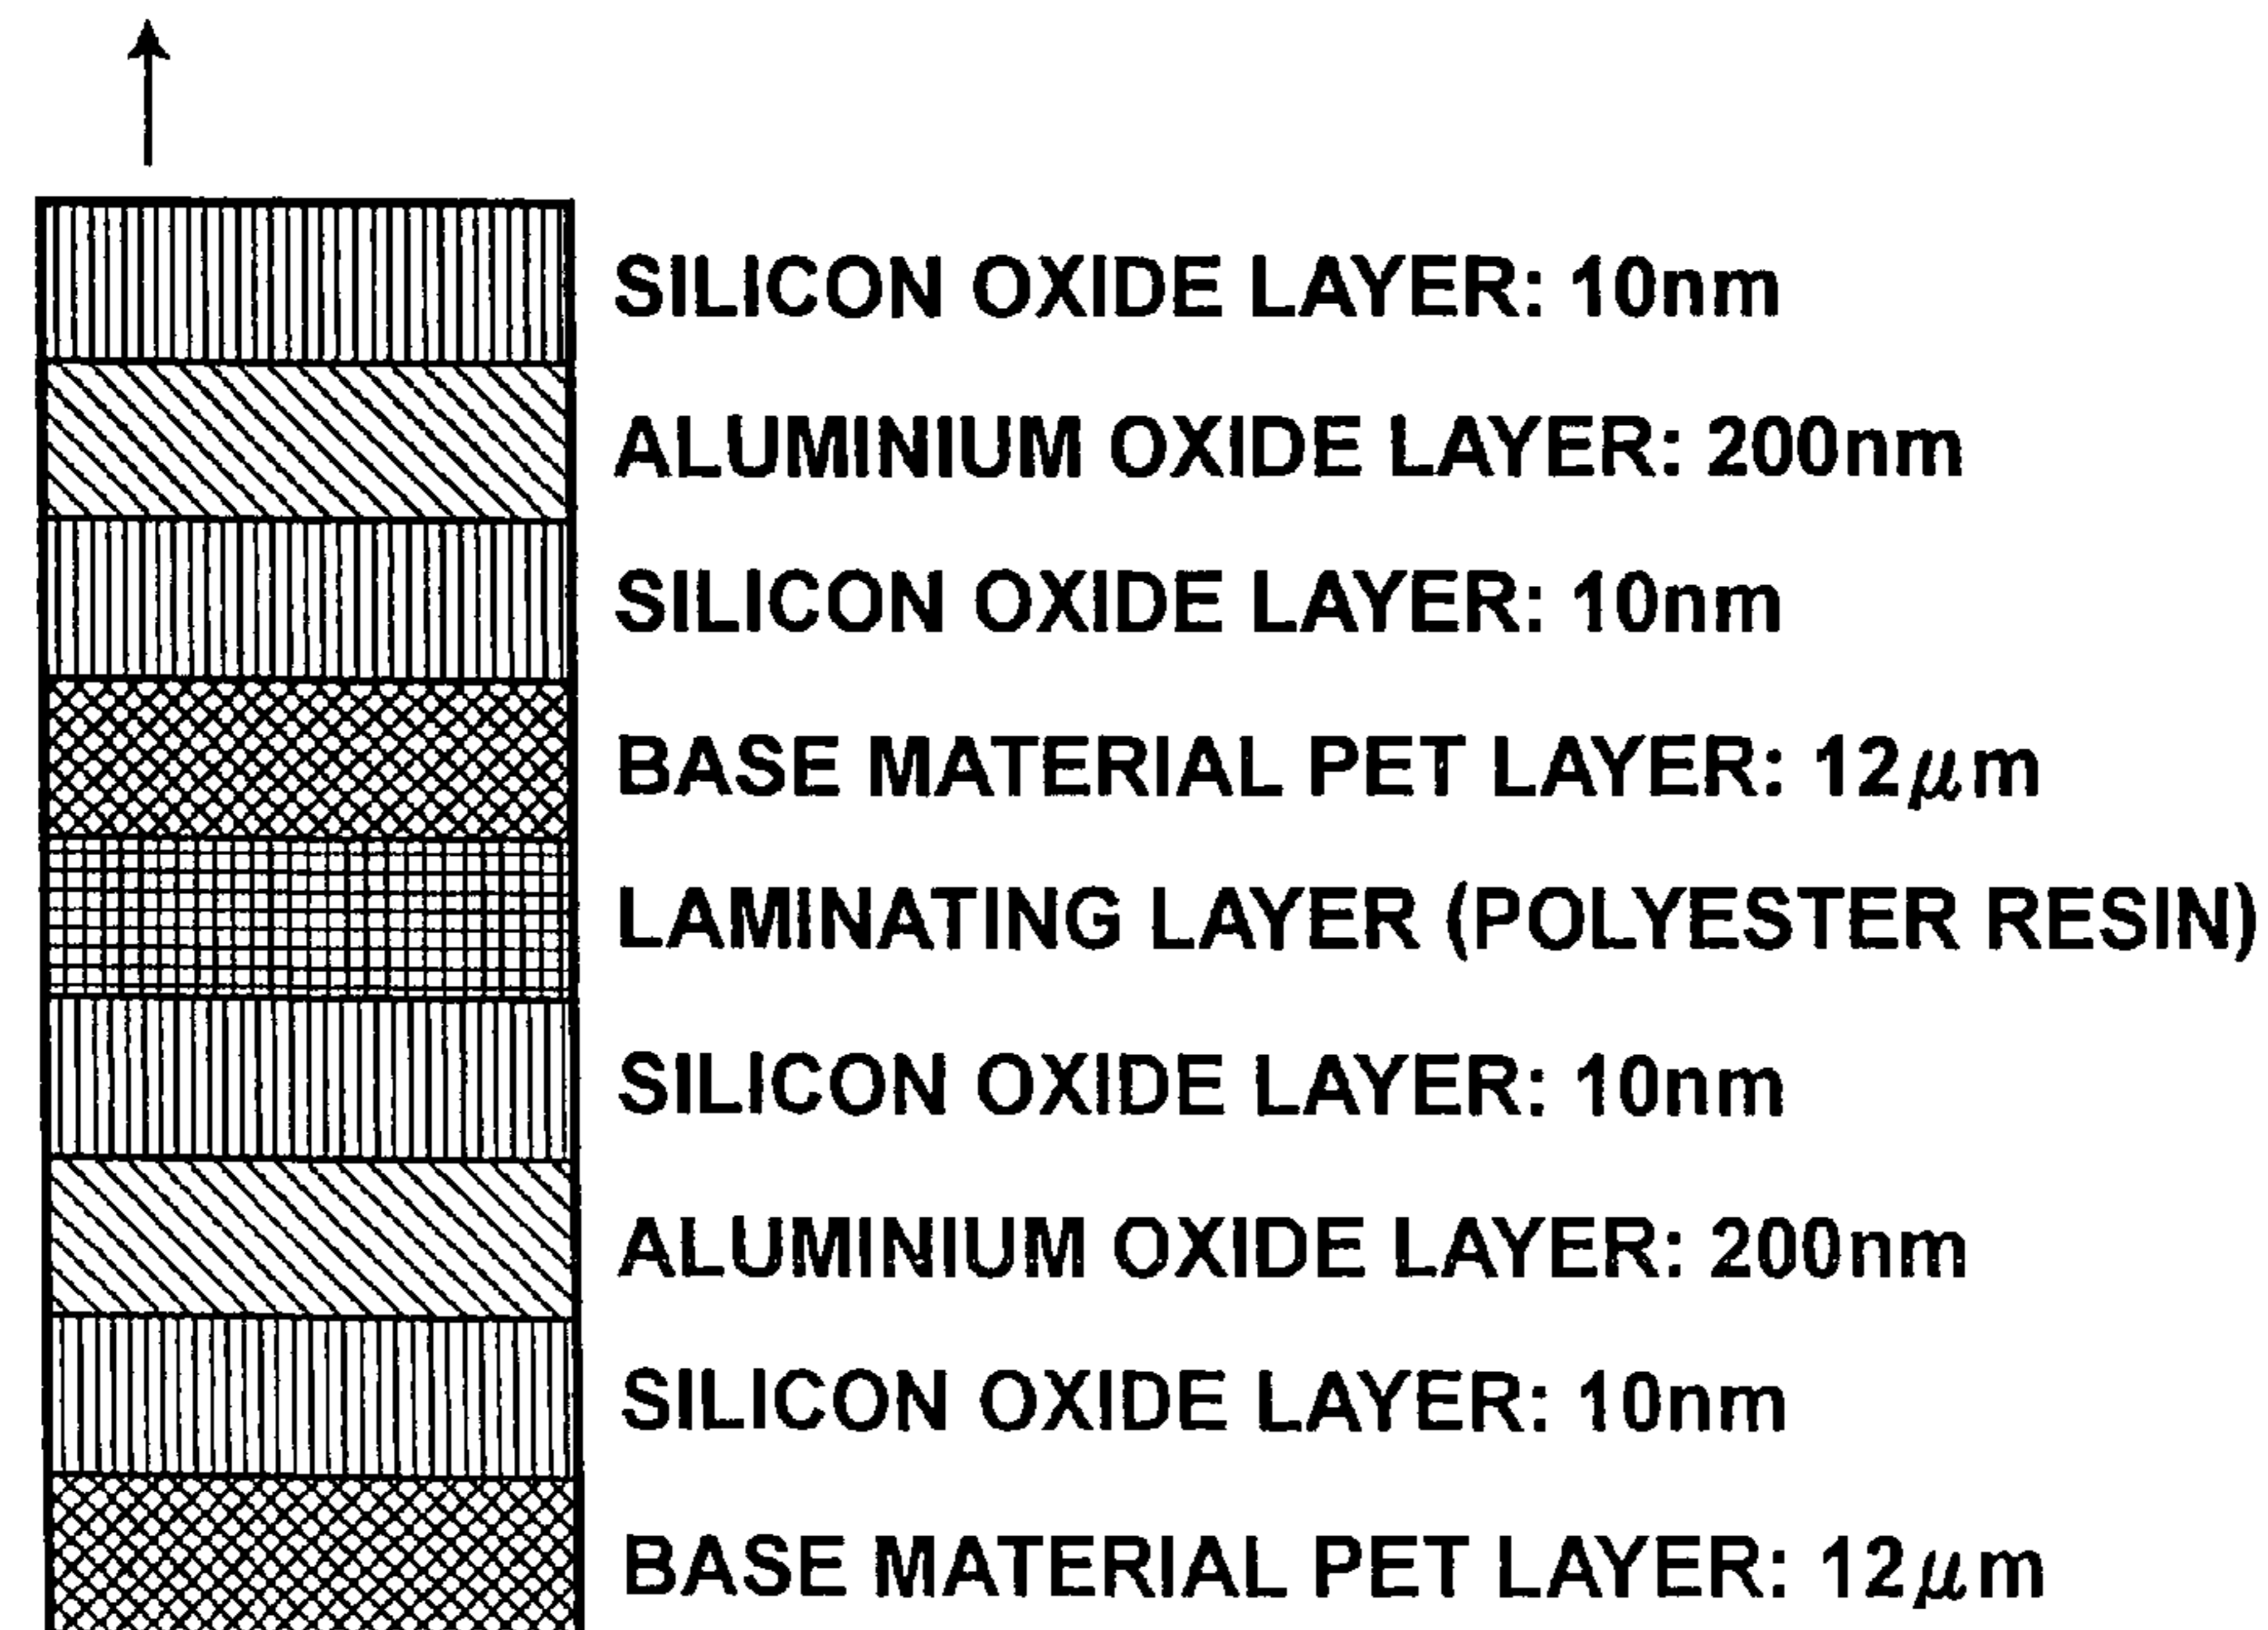 SILICON OXIDE LAYER: 10nm
ALUMINIUM OXIDE LAYER: 200nm
SILICON OXIDE LAYER: 10nm
BASE MATERIAL PET LAYER: 12μm
LAMINATING LAYER (POLYESTER RESIN)
SILICON OXIDE LAYER: 10nm
ALUMINIUM OXIDE LAYER: 200nm
SILICON OXIDE LAYER: 10nm
BASE MATERIAL PET LAYER: 12μm